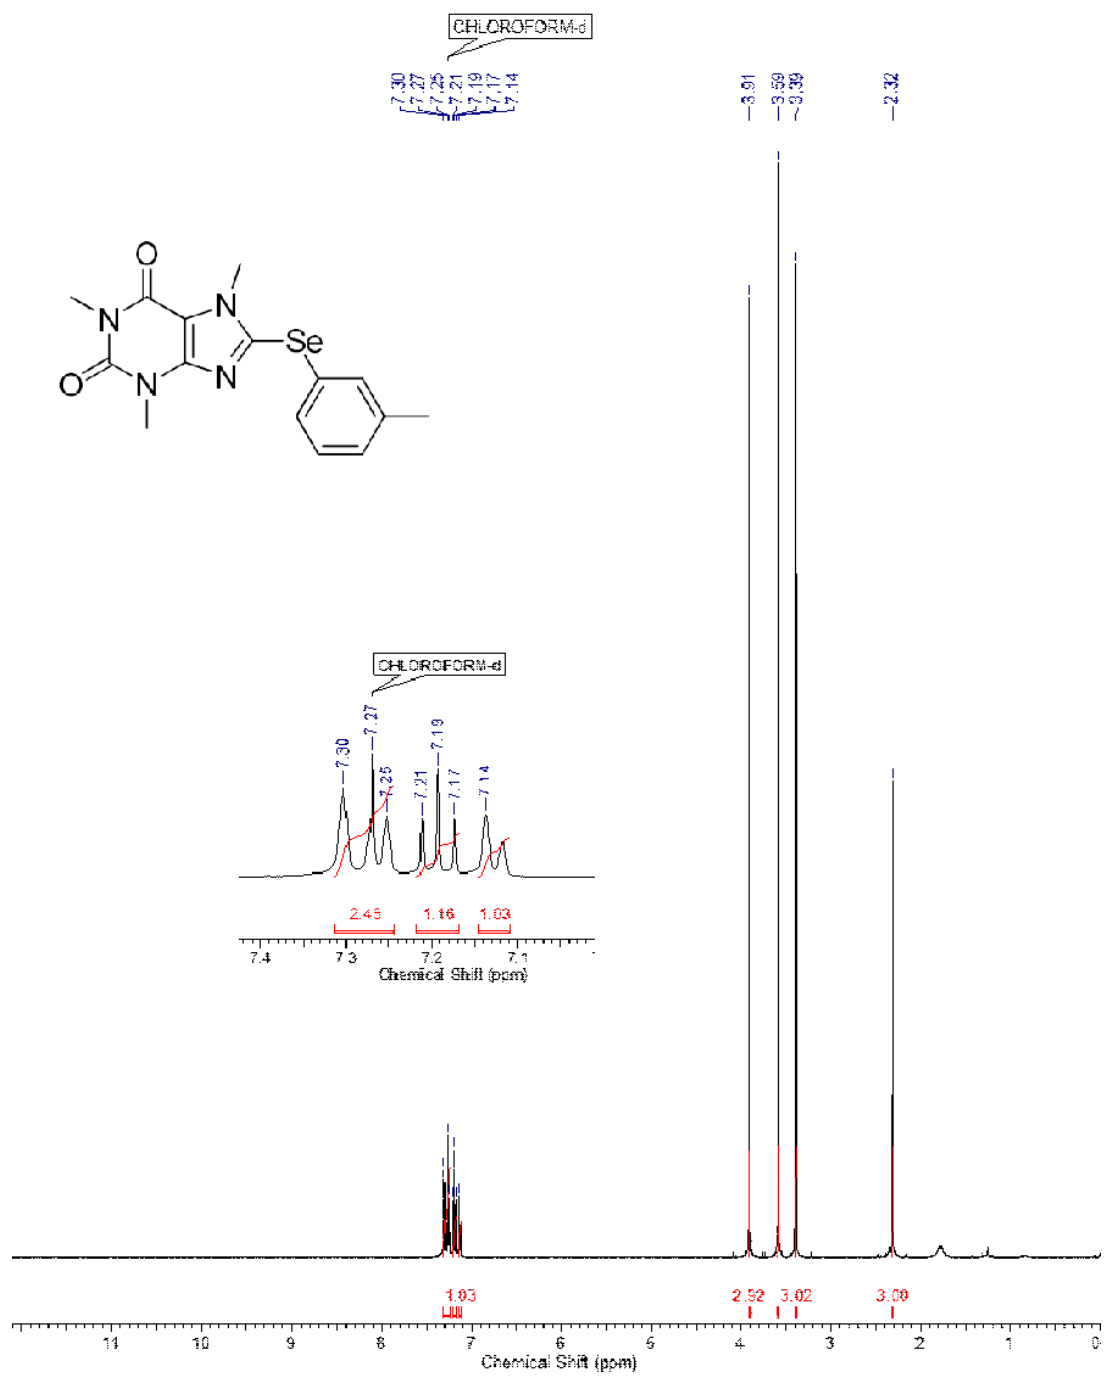 CHLOROFORM-d
7.30
7.27
7.25
7.21
7.19
7.17
7.14
3.91
3.59
3.39
2.32
O
N
N
Se
O
N
N
CHLOROFORM-d
7.30
7.27
7.25
7.21
7.19
7.17
7.14
2.45 1.16 1.03
7.4 7.3 7.2 7.1
Chemical Shift (ppm)
1.03 2.92 3.02 3.00
11 10 9 8 7 6 5 4 3 2 1 0
Chemical Shift (ppm)